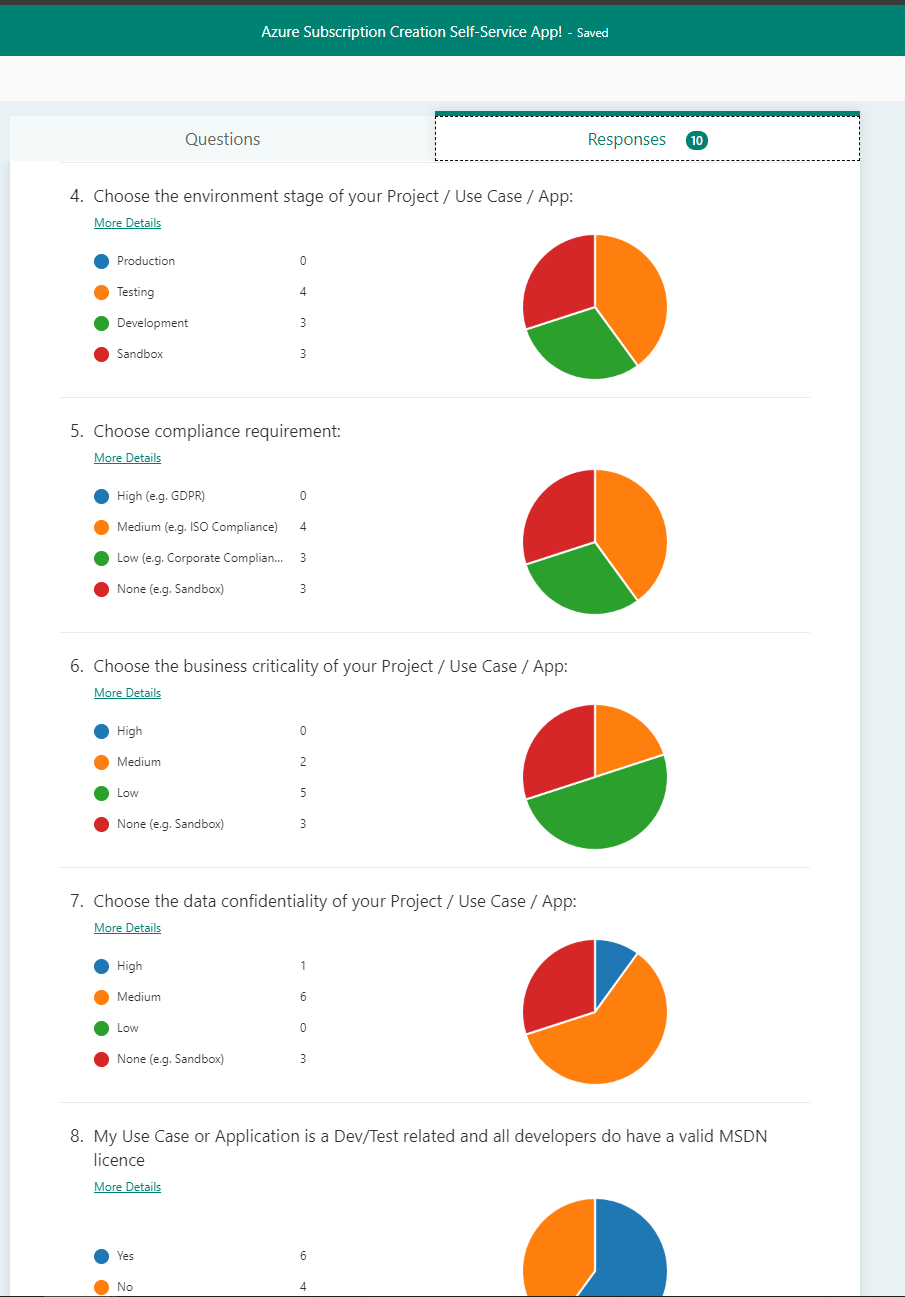 Azure Subscription Creation Self-Service App! - Saved
Questions
Responses 10
4. Choose the environment stage of your Project / Use Case / App:
More Details
Production 0
Testing 4
Development 3
Sandbox 3
5. Choose compliance requirement:
More Details
High (e.g. GDPR) 0
Medium (e.g. ISO Compliance) 4
Low (e.g. Corporate Complian... 3
None (e.g. Sandbox) 3
6. Choose the business criticality of your Project / Use Case / App:
More Details
High 0
Medium 2
Low 5
None (e.g. Sandbox) 3
7. Choose the data confidentiality of your Project / Use Case / App:
More Details
High 1
Medium 6
Low 0
None (e.g. Sandbox) 3
8. My Use Case or Application is a Dev/Test related and all developers do have a valid MSDN
licence
More Details
Yes 6
No 4